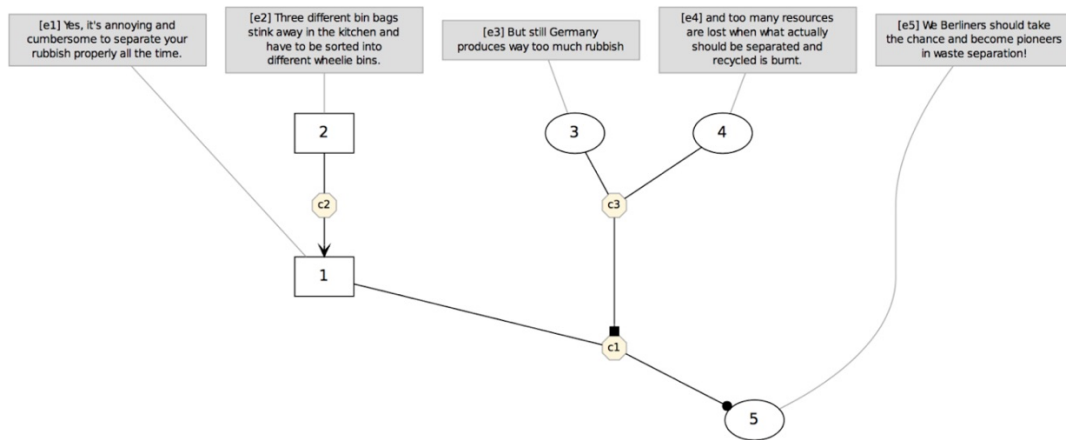 [e1] Yes, it's annoying and
cumbersome to separate your
rubbish properly all the time.
[e2] Three different bin bags
stink away in the kitchen and
have to be sorted into
different wheelie bins.
[e3] But still Germany
produces way too much rubbish
[e4] and too many resources
are lost when what actually
should be separated and
recycled is burnt.
[e5] We Berliners should take
the chance and become pioneers
in waste separation!
2
3
4
c2
c3
1
c1
5